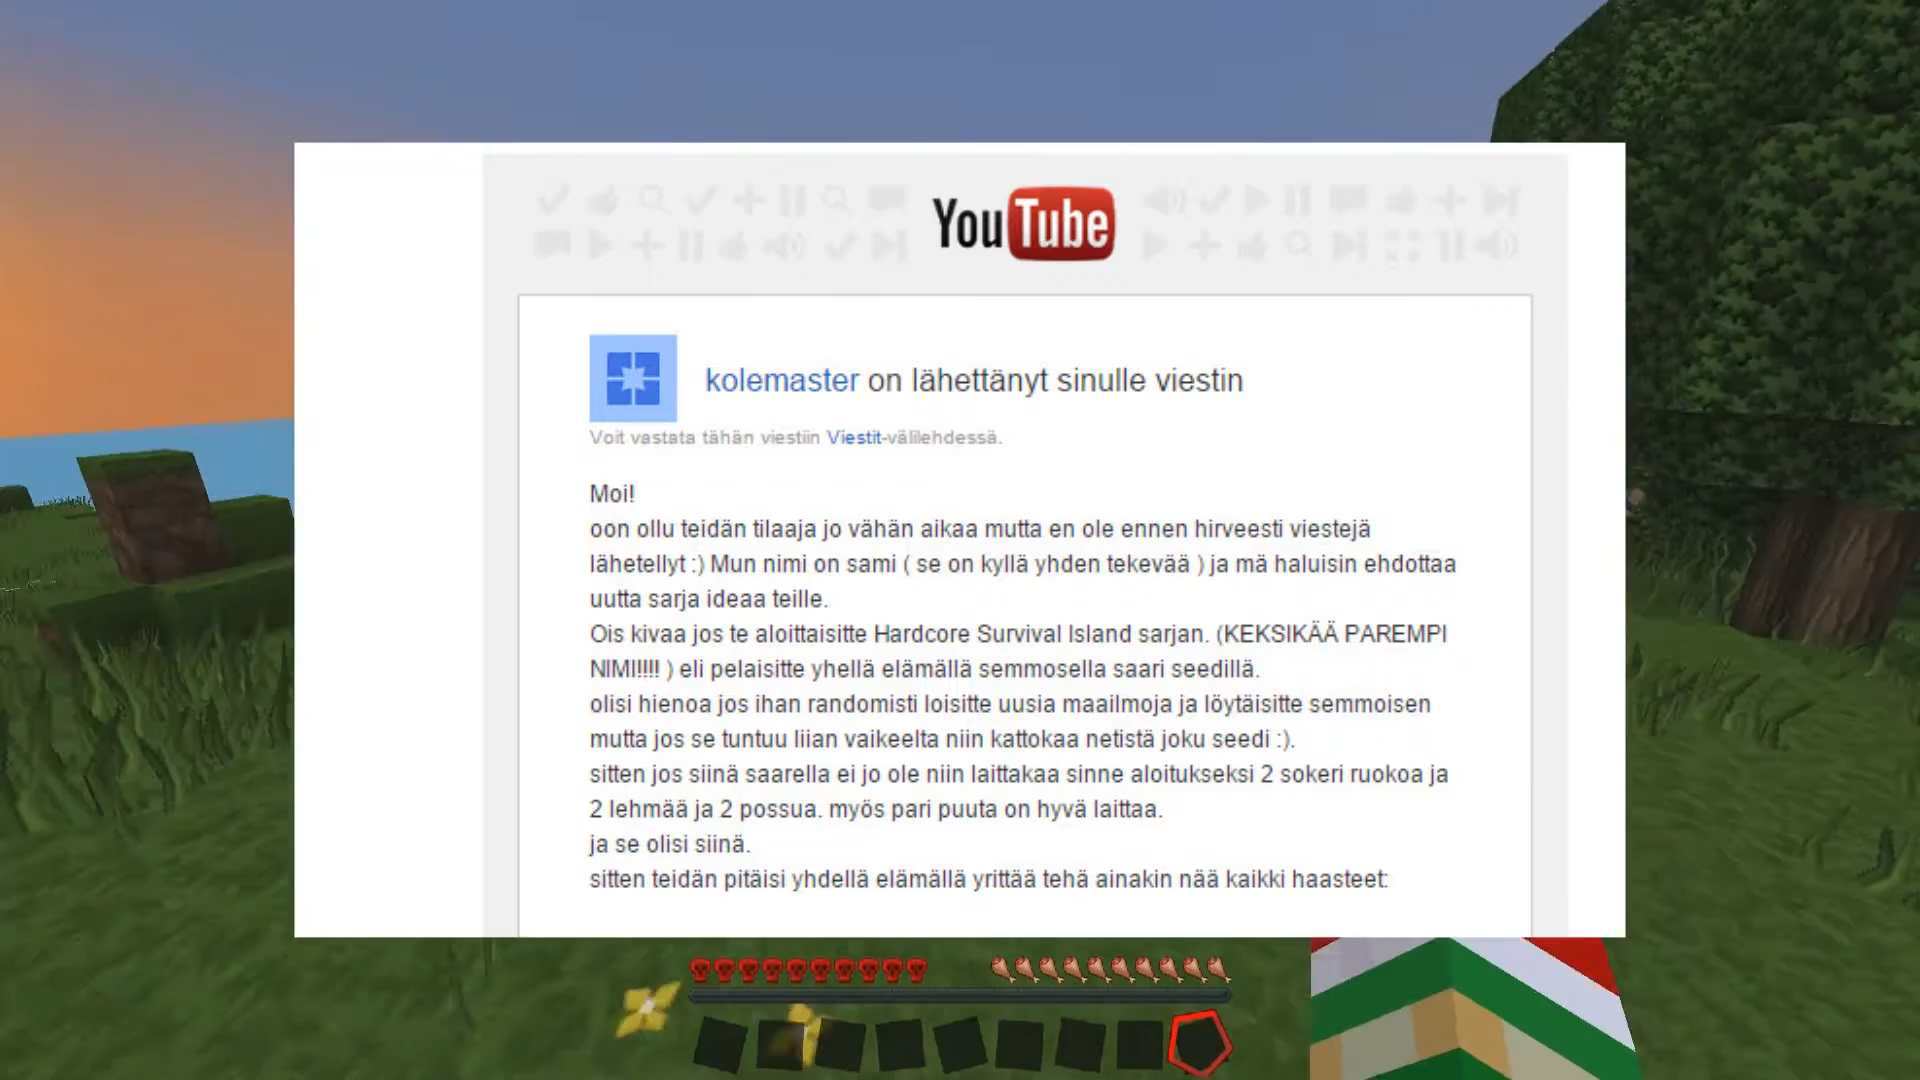 YouTube
kolemaster on lähettänyt sinulle viestin
Voit vastata tähän viestiin Viestit-välilehdessä.
Moi!
oon ollu teidän tilaaja jo vähän aikaa mutta en ole ennen hirveesti viestejä
lähetellyt :) Mun nimi on sami ( se on kyllä yhden tekevää ) ja mä haluisin ehdottaa
uutta sarja ideaa teille.
Ois kivaa jos te aloittaisitte Hardcore Survival Island sarjan. (KEKSIKÄÄ PAREMPI
NIMI!!!! ) eli pelaisitte yhellä elämällä semmosella saari seedillä.
olisi hienoa jos ihan randomisti loisitte uusia maailmoja ja löytäisitte semmoisen
mutta jos se tuntuu liian vaikeelta niin kattokaa netistä joku seedi :).
sitten jos siinä saarella ei jo ole niin laittakaa sinne aloitukseksi 2 sokeri ruokoa ja
2 lehmää ja 2 possua. myös pari puuta on hyvä laittaa.
ja se olisi siinä.
sitten teidän pitäisi yhdellä elämällä yrittää tehä ainakin nää kaikki haasteet: